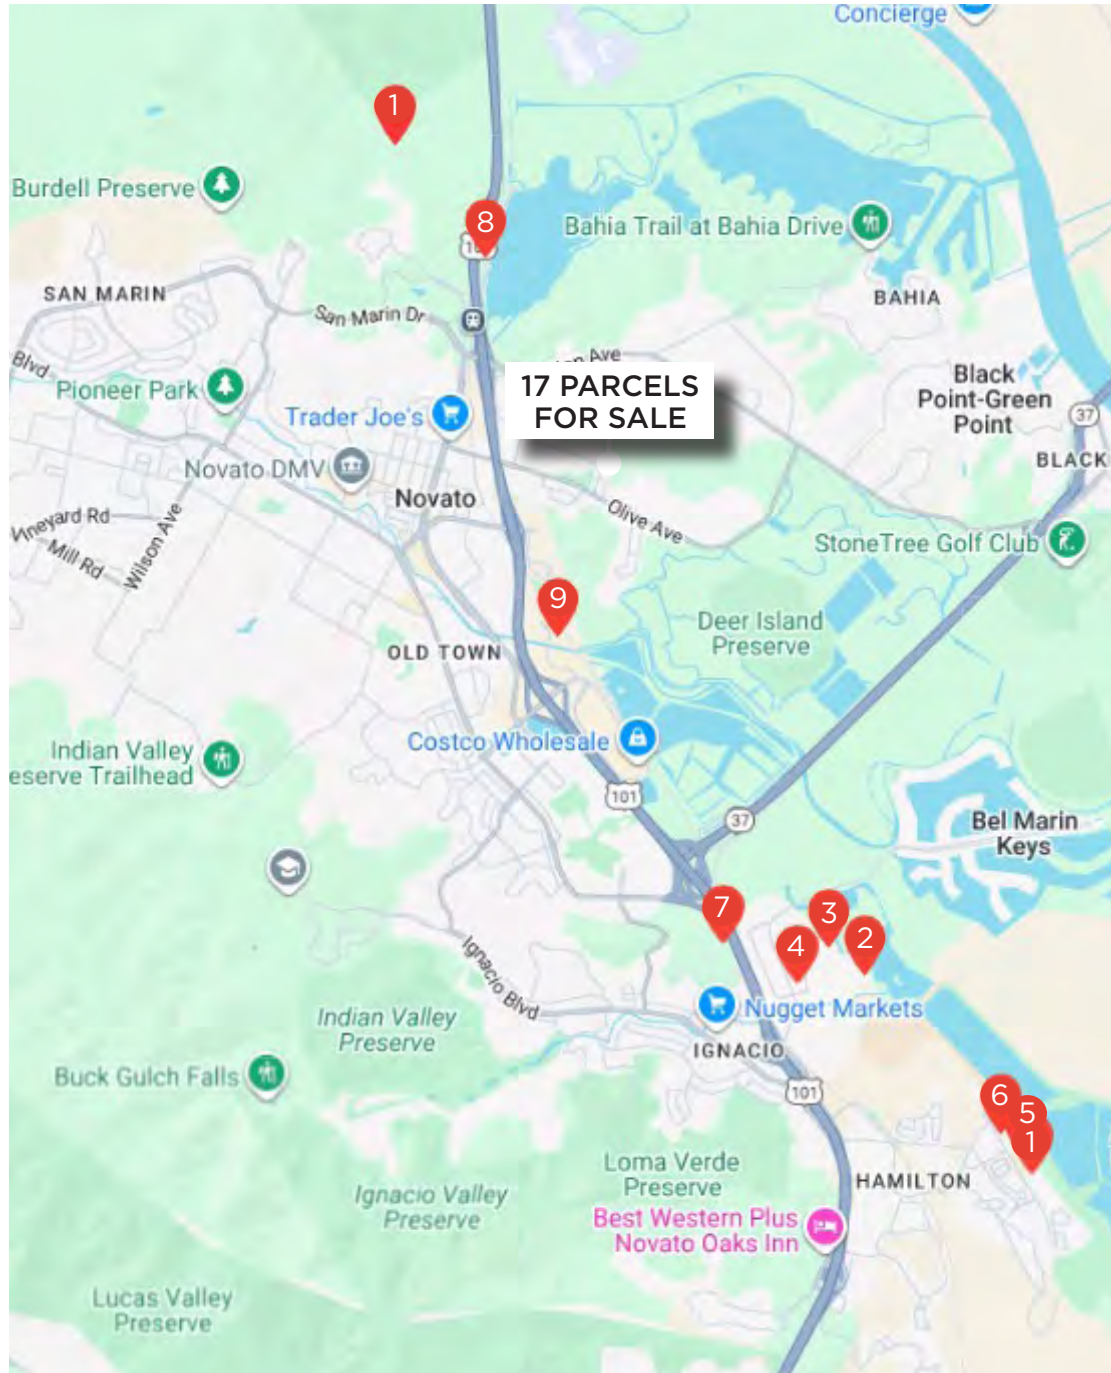 Concierge
1
Burdell Preserve
8
Bahia Trail at Bahia Drive
SAN MARIN
BAHIA
San Marin Dr
Blvd
Ave
17 PARCELS
FOR SALE
Black
Point-Green
Point
37
Pioneer Park
Trader Joe's
BLACK
Novato DMV
Novato
Vineyard Rd
Mill Rd
Wilson Ave
Olive Ave
StoneTree Golf Club
9
Deer Island
Preserve
OLD TOWN
Costco Wholesale
Indian Valley
eserve Trailhead
101
37
Bel Marin
Keys
7
3
2
4
Ignacio Blvd
Nugget Markets
Indian Valley
Preserve
IGNACIO
Buck Gulch Falls
101
6
5
1
Loma Verde
Preserve
HAMILTON
Ignacio Valley
Preserve
Best Western Plus
Novato Oaks Inn
Lucas Valley
Preserve